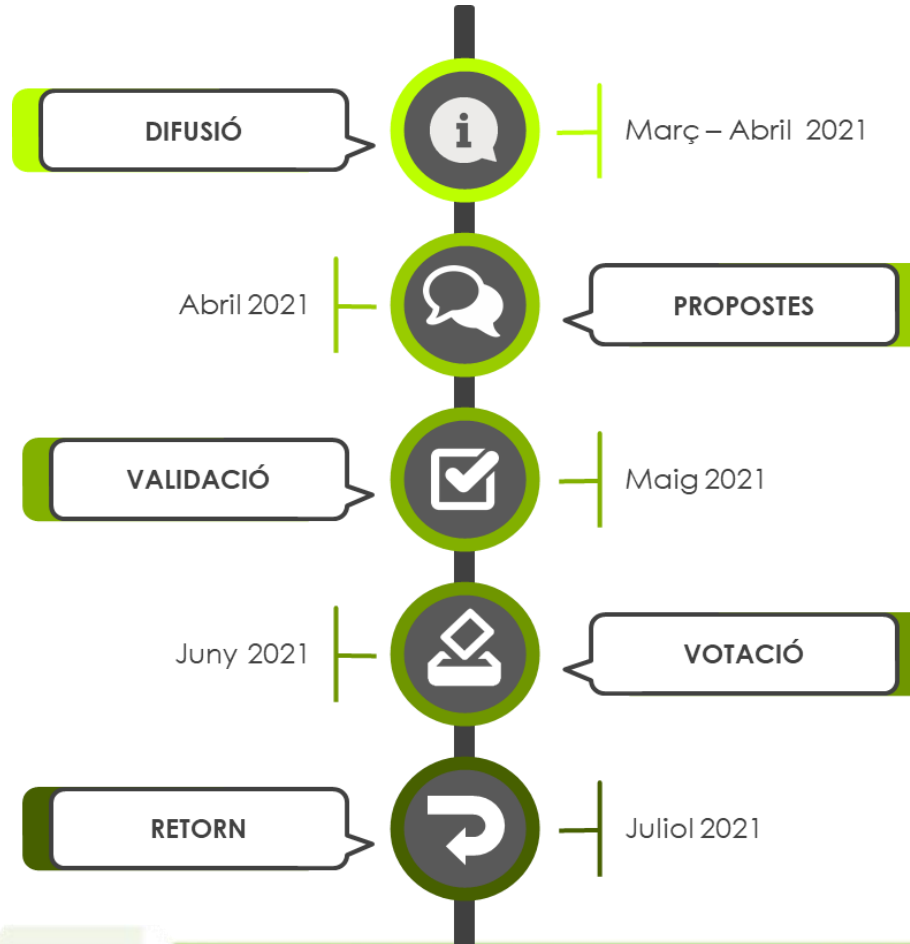 DIFUSIÓ
Març – Abril 2021
Abril 2021
PROPOSTES
VALIDACIÓ
Maig 2021
Juny 2021
VOTACIÓ
RETORN
Juliol 2021